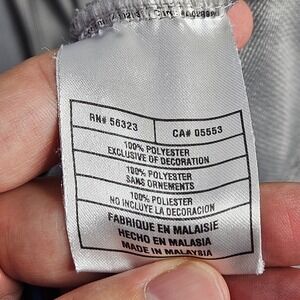 RN# 56323
CA# 05553
100% POLYESTER
EXCLUSIVE OF DECORATION
100% POLYESTER
SANS ORNEMENTS
100% POLIESTER
NO INCLUYE LA DECORACION
FABRIQUE EN MALAISIE
HECHO EN MALASIA
MADE IN MALAYSIA